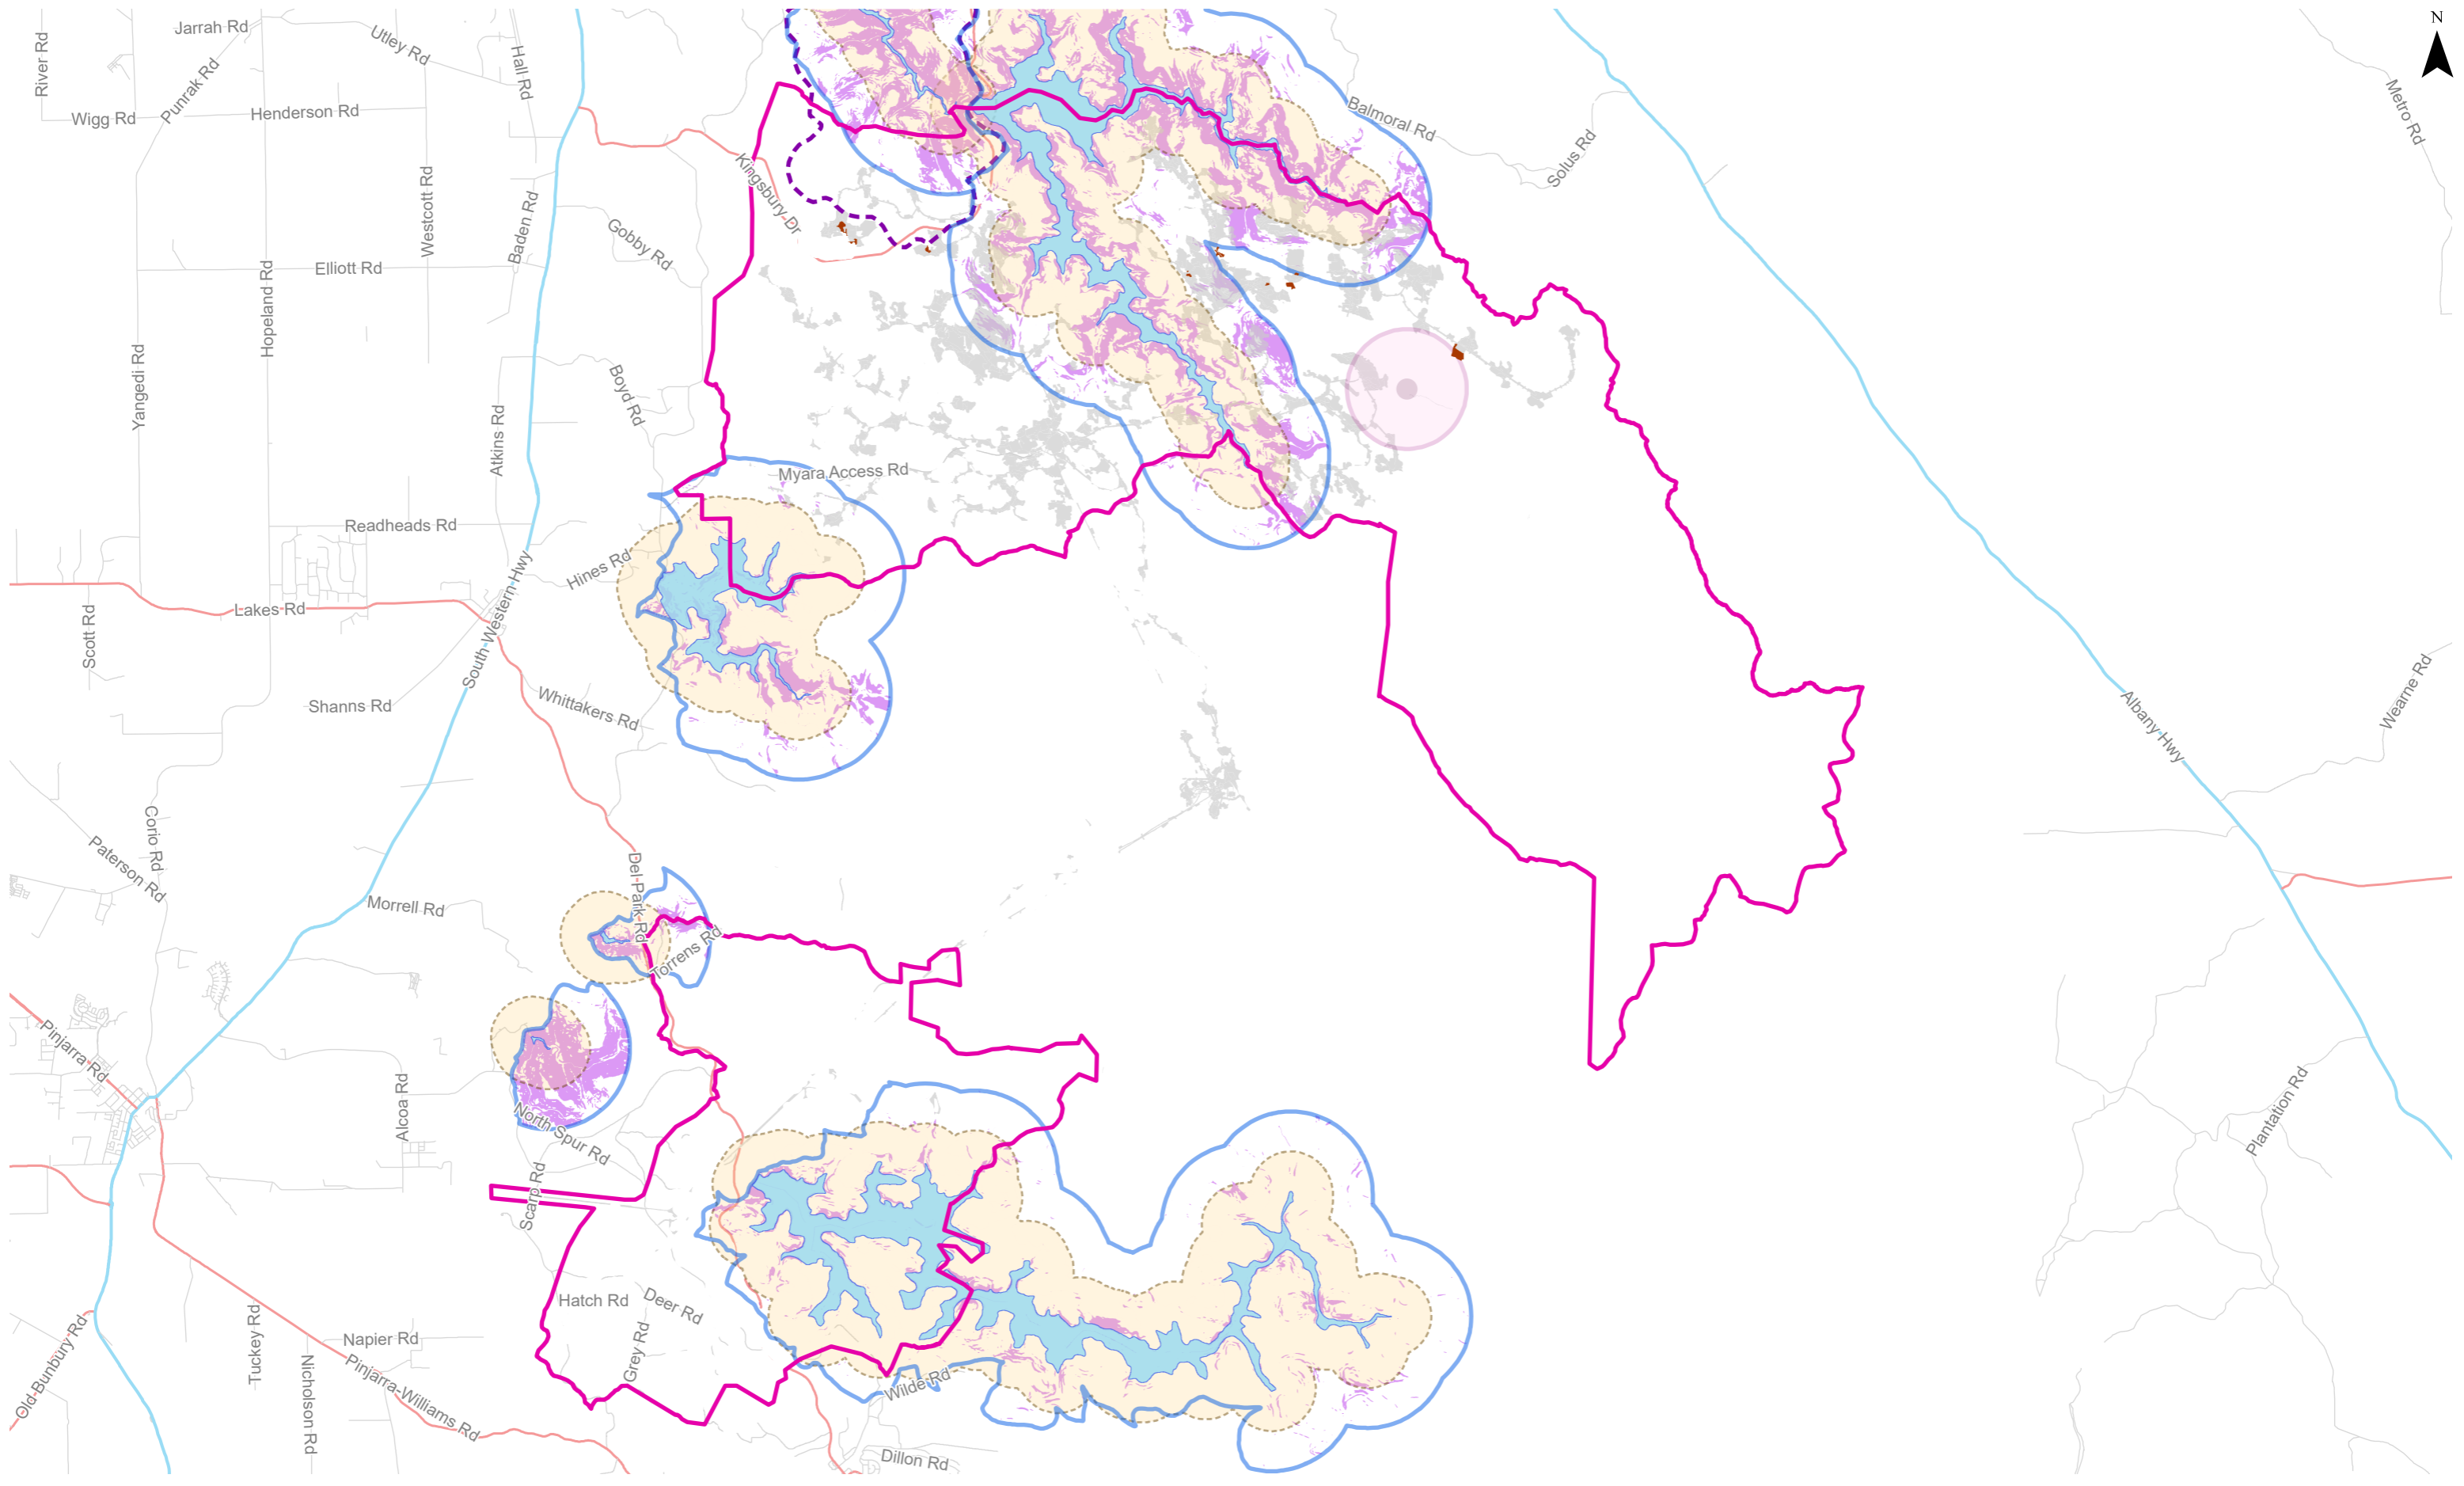 N
Jarrah Rd
Utley Rd
River Rd
Hall Rd
Punrak Rd
Wigg Rd
Henderson Rd
Balmoral Rd
Metro Rd
Solus Rd
Kingsbury Dr
Westcott Rd
Baden Rd
Gobby Rd
Elliott Rd
Hopeland Rd
Yangedi Rd
Boyd Rd
Atkins Rd
Myara Access Rd
Readheads Rd
Hines Rd
Lakes Rd
South Western Hwy
Scott Rd
Shanns Rd
Whittakers Rd
Wearne Rd
Albany Hwy
Corio Rd
Paterson Rd
Del Park Rd
Morrell Rd
Torrens Rd
Pinjarra Rd
Alcoa Rd
North Spur Rd
Plantation Rd
Scarp Rd
Hatch Rd
Deer Rd
Grey Rd
Tuckey Rd
Napier Rd
Old Bunbury Rd
Nicholson Rd
Pinjarra-Williams Rd
Wilde Rd
Dillon Rd